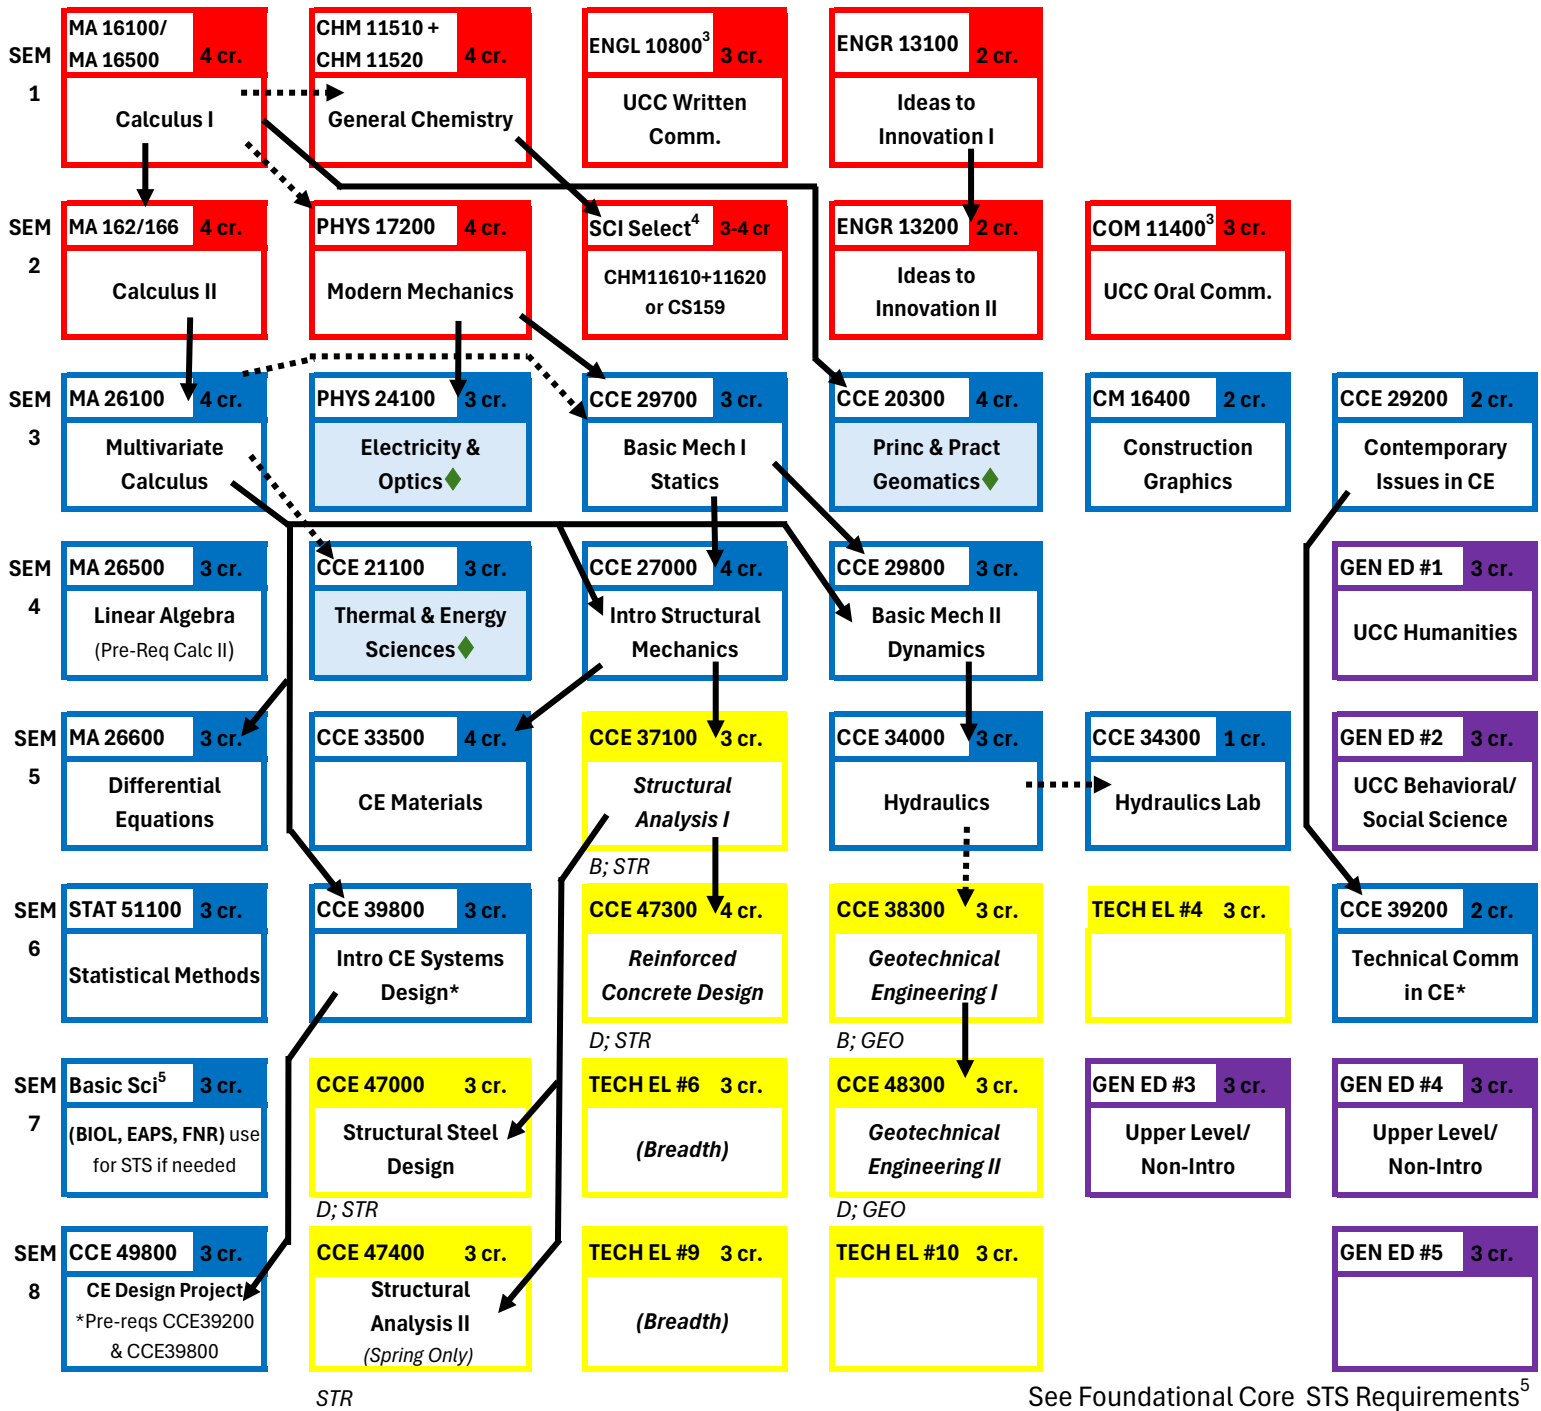 SEM
1
MA 16100/
MA 16500
4 cr.
Calculus I
CHM 11510 +
CHM 11520
4 cr.
General Chemistry
ENGL 10800³
3 cr.
UCC Written
Comm.
ENGR 13100
2 cr.
Ideas to
Innovation I
SEM
2
MA 162/166
4 cr.
Calculus II
PHYS 17200
4 cr.
Modern Mechanics
SCI Select⁴
3-4 cr
CHM11610+11620
or CS159
ENGR 13200
2 cr.
Ideas to
Innovation II
COM 11400³
3 cr.
UCC Oral Comm.
SEM
3
MA 26100
4 cr.
Multivariate
Calculus
PHYS 24100
3 cr.
Electricity &
Optics♦
CCE 29700
3 cr.
Basic Mech I
Statics
CCE 20300
4 cr.
Princ & Pract
Geomatics♦
CM 16400
2 cr.
Construction
Graphics
CCE 29200
2 cr.
Contemporary
Issues in CE
SEM
4
MA 26500
3 cr.
Linear Algebra
(Pre-Req Calc II)
CCE 21100
3 cr.
Thermal & Energy
Sciences♦
CCE 27000
4 cr.
Intro Structural
Mechanics
CCE 29800
3 cr.
Basic Mech II
Dynamics
GEN ED #1
3 cr.
UCC Humanities
SEM
5
MA 26600
3 cr.
Differential
Equations
CCE 33500
4 cr.
CE Materials
CCE 37100
3 cr.
Structural
Analysis I
B; STR
CCE 34000
3 cr.
Hydraulics
CCE 34300
1 cr.
Hydraulics Lab
GEN ED #2
3 cr.
UCC Behavioral/
Social Science
SEM
6
STAT 51100
3 cr.
Statistical Methods
CCE 39800
3 cr.
Intro CE Systems
Design*
CCE 47300
4 cr.
Reinforced
Concrete Design
D; STR
CCE 38300
3 cr.
Geotechnical
Engineering I
B; GEO
TECH EL #4
3 cr.
CCE 39200
2 cr.
Technical Comm
in CE*
SEM
7
Basic Sci⁵
3 cr.
(BIOL, EAPS, FNR) use
for STS if needed
CCE 47000
3 cr.
Structural Steel
Design
D; STR
TECH EL #6
3 cr.
(Breadth)
CCE 48300
3 cr.
Geotechnical
Engineering II
D; GEO
GEN ED #3
3 cr.
Upper Level/
Non-Intro
GEN ED #4
3 cr.
Upper Level/
Non-Intro
SEM
8
CCE 49800
3 cr.
CE Design Project
*Pre-reqs CCE39200
& CCE39800
CCE 47400
3 cr.
Structural
Analysis II
(Spring Only)
STR
TECH EL #9
3 cr.
(Breadth)
TECH EL #10
3 cr.
GEN ED #5
3 cr.
See Foundational Core STS Requirements⁵